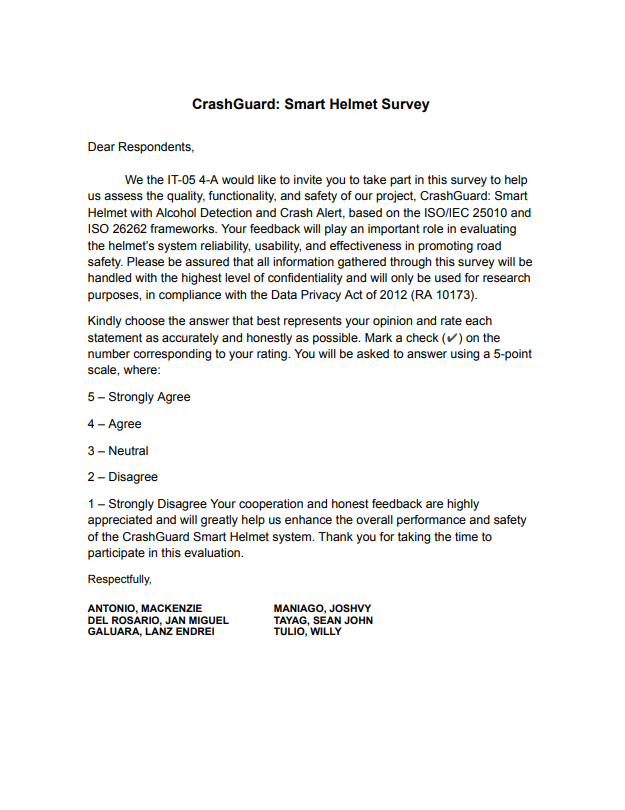 CrashGuard: Smart Helmet Survey
Dear Respondents,
We the IT-05 4-A would like to invite you to take part in this survey to help
us assess the quality, functionality, and safety of our project, CrashGuard: Smart
Helmet with Alcohol Detection and Crash Alert, based on the ISO/IEC 25010 and
ISO 26262 frameworks. Your feedback will play an important role in evaluating
the helmet's system reliability, usability, and effectiveness in promoting road
safety. Please be assured that all information gathered through this survey will be
handled with the highest level of confidentiality and will only be used for research
purposes, in compliance with the Data Privacy Act of 2012 (RA 10173).
Kindly choose the answer that best represents your opinion and rate each
statement as accurately and honestly as possible. Mark a check (✔) on the
number corresponding to your rating. You will be asked to answer using a 5-point
scale, where:
5 – Strongly Agree
4 – Agree
3 – Neutral
2 – Disagree
1 – Strongly Disagree Your cooperation and honest feedback are highly
appreciated and will greatly help us enhance the overall performance and safety
of the CrashGuard Smart Helmet system. Thank you for taking the time to
participate in this evaluation.
Respectfully,
ANTONIO, MACKENZIE MANIAGO, JOSHVY
DEL ROSARIO, JAN MIGUEL TAYAG, SEAN JOHN
GALUARA, LANZ ENDREI TULIO, WILLY